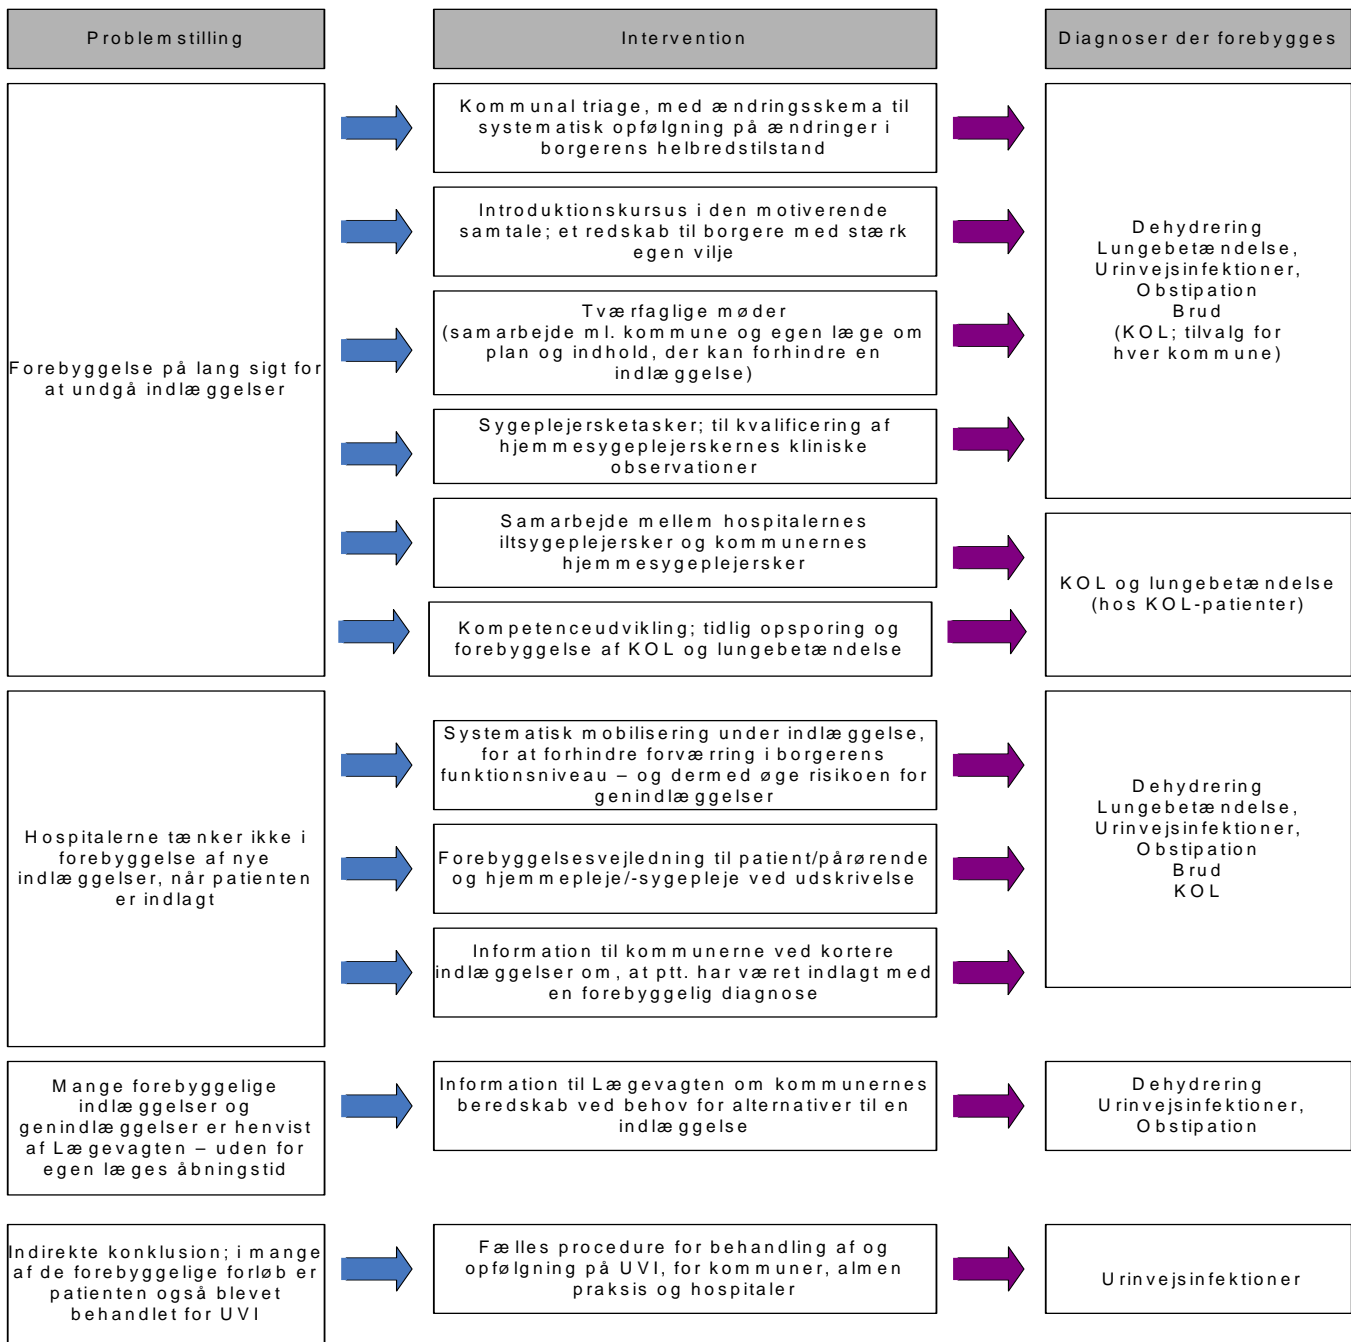 Problemstilling
Intervention
Diagnoser der forebygges
Forebyggelse på lang sigt for
at undgå indlæggelser
Kommunal triage, med ændringsskema til
systematisk opfølgning på ændringer i
borgerens helbredstilstand
Introduktionskursus i den motiverende
samtale; et redskab til borgere med stærk
egen vilje
Tværfaglige møder
(samarbejde ml. kommune og egen læge om
plan og indhold, der kan forhindre en
indlæggelse)
Sygeplejersketasker; til kvalificering af
hjemmesygeplejerskernes kliniske
observationer
Dehydrering
Lungebetændelse,
Urinvejsinfektioner,
Obstipation
Brud
(KOL; tilvalg for
hver kommune)
Samarbejde mellem hospitalernes
iltsygeplejersker og kommunernes
hjemmesygeplejersker
Kompetenceudvikling; tidlig opsporing og
forebyggelse af KOL og lungebetændelse
KOL og lungebetændelse
(hos KOL-patienter)
Hospitalerne tænker ikke i
forebyggelse af nye
indlæggelser, når patienten
er indlagt
Systematisk mobilisering under indlæggelse,
for at forhindre forværring i borgerens
funktionsniveau – og dermed øge risikoen for
genindlæggelser
Forebyggelsesvejledning til patient/pårørende
og hjemmepleje/-sygepleje ved udskrivelse
Information til kommunerne ved kortere
indlæggelser om, at ptt. har været indlagt med
en forebyggelig diagnose
Dehydrering
Lungebetændelse,
Urinvejsinfektioner,
Obstipation
Brud
KOL
Mange forebyggelige
indlæggelser og
genindlæggelser er henvist
af Lægevagten – uden for
egen læges åbningstid
Information til Lægevagten om kommunernes
beredskab ved behov for alternativer til en
indlæggelse
Dehydrering
Urinvejsinfektioner,
Obstipation
Indirekte konklusion; i mange
af de forebyggelige forløb er
patienten også blevet
behandlet for UVI
Fælles procedure for behandling af og
opfølgning på UVI, for kommuner, almen
praksis og hospitaler
Urinvejsinfektioner